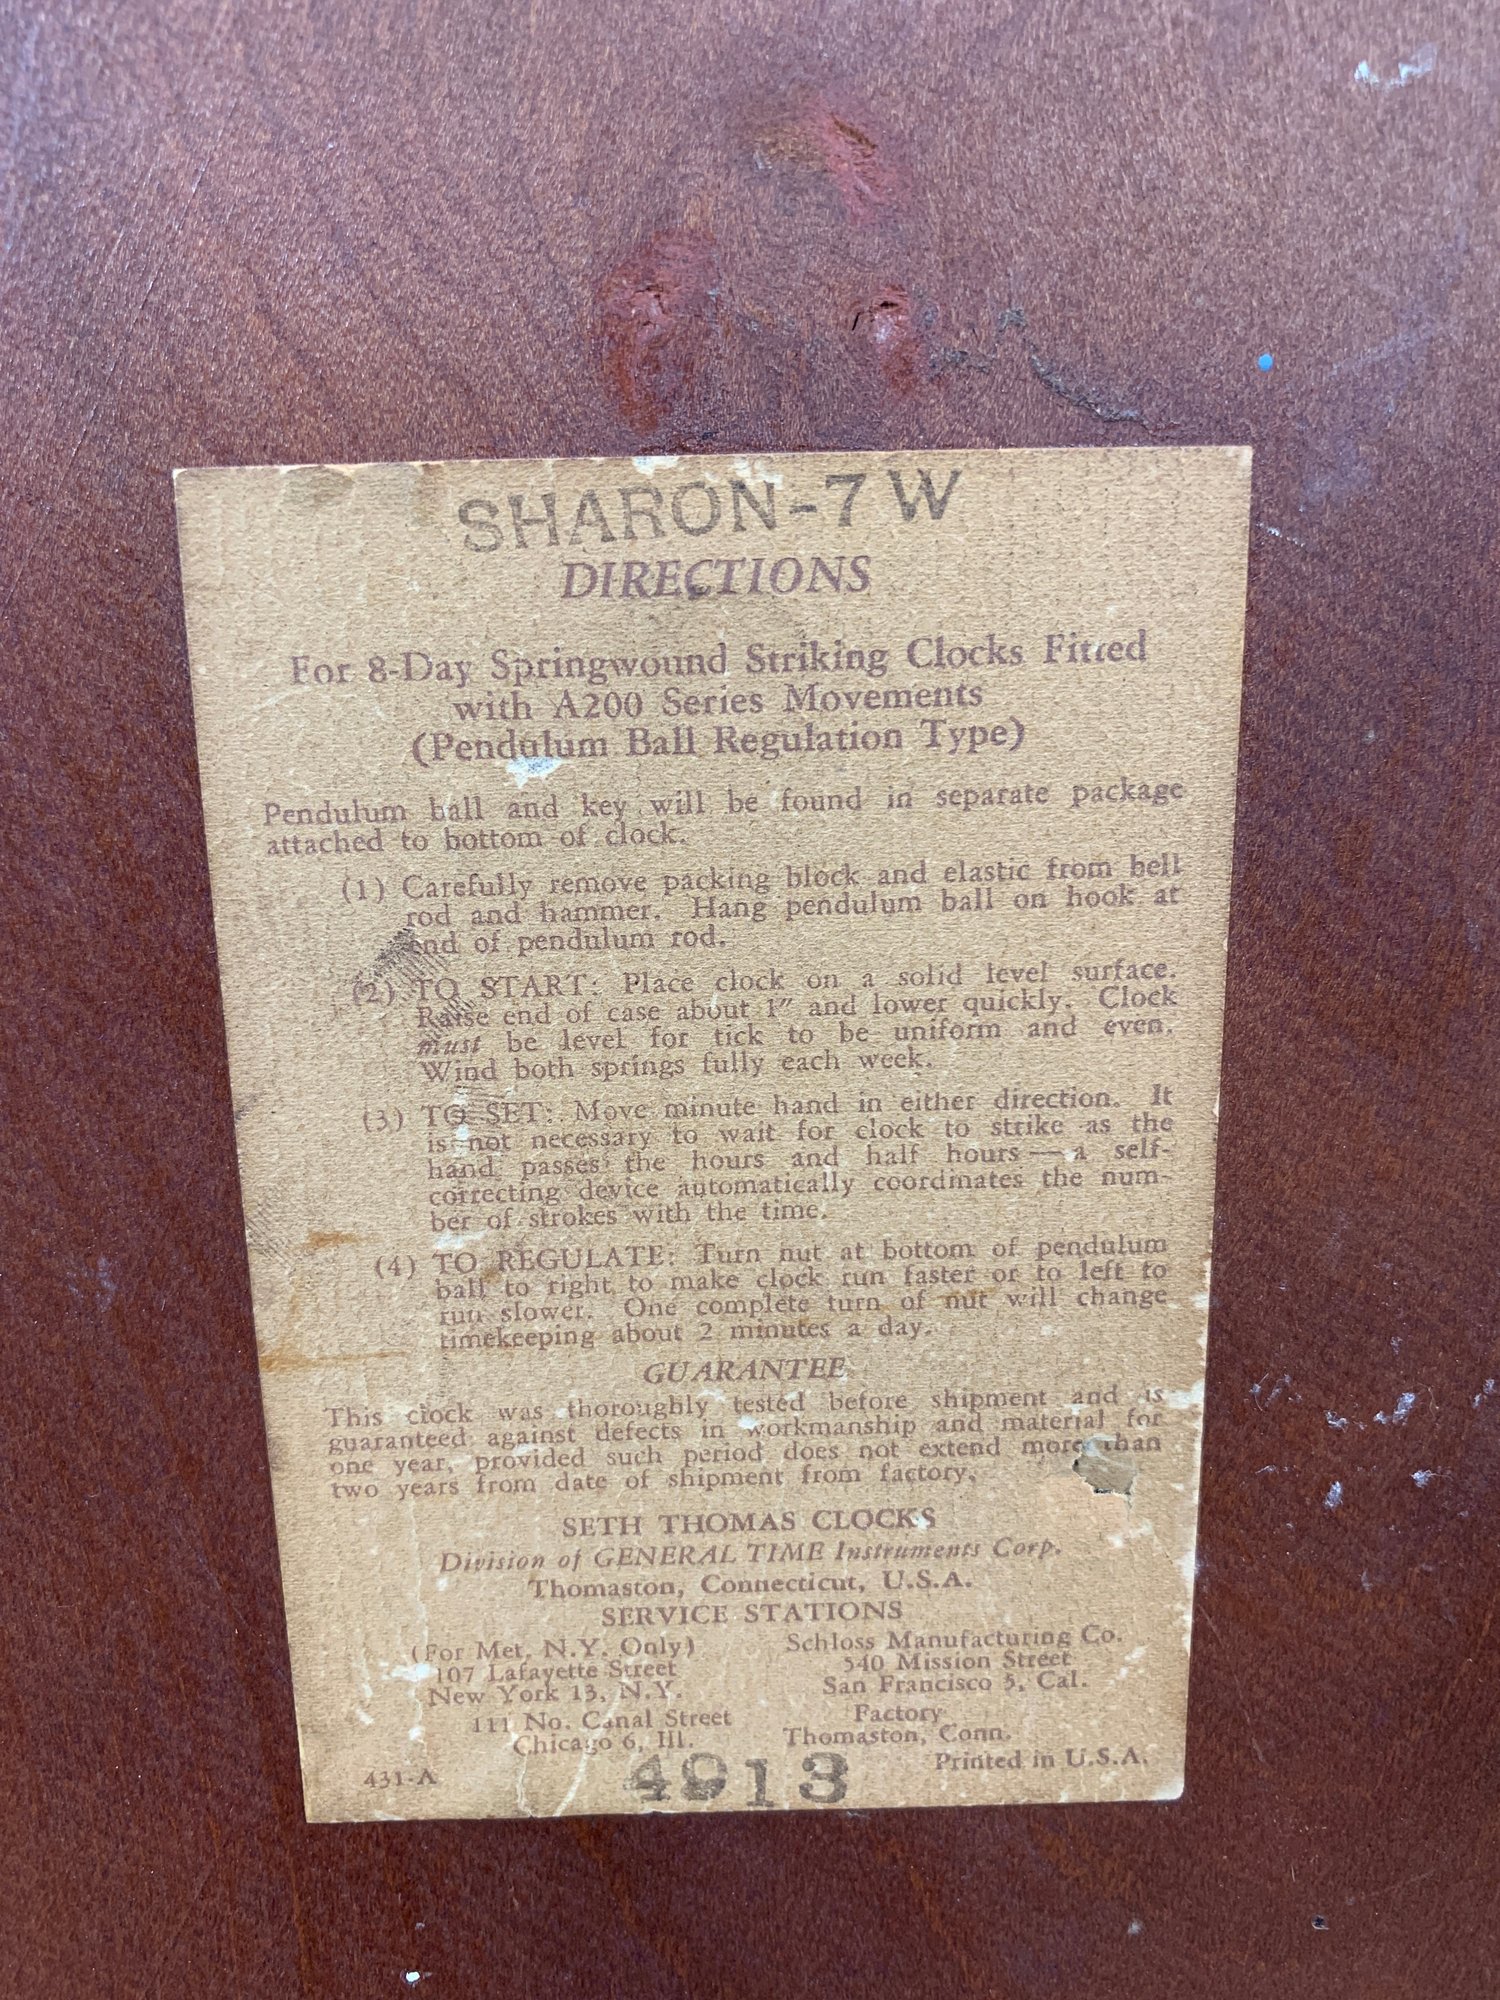 SHARON-7 W
DIRECTIONS
For 8-Day Springwound Striking Clocks Fitted
with A200 Series Movements
(Pendulum Ball Regulation Type)
Pendulum ball and key will be found in separate package
attached to bottom of clock.
(1) Carefully remove packing block and elastic from bell
rod and hammer. Hang pendulum ball on hook at
end of pendulum rod.
(2) TO START: Place clock on a solid level surface.
Raise end of case about 1" and lower quickly. Clock
must be level for tick to be uniform and even.
Wind both springs fully each week.
(3) TO SET: Move minute hand in either direction. It
is not necessary to wait for clock to strike as the
hand passes the hours and half hours — a self-
correcting device automatically coordinates the num-
ber of strokes with the time.
(4) TO REGULATE: Turn nut at bottom of pendulum
ball to right to make clock run faster or to left to
run slower. One complete turn of nut will change
timekeeping about 2 minutes a day.
GUARANTEE
This clock was thoroughly tested before shipment and is
guaranteed against defects in workmanship and material for
one year, provided such period does not extend more than
two years from date of shipment from factory.
SETH THOMAS CLOCKS
Division of GENERAL TIME Instruments Corp.
Thomaston, Connecticut, U.S.A.
SERVICE STATIONS
(For Met. N.Y. Only)
107 Lafayette Street
New York 13, N.Y.
111 No. Canal Street
Chicago 6, Ill.
Schloss Manufacturing Co.
540 Mission Street
San Francisco 5, Cal.
Factory
Thomaston, Conn.
431-A
4913
Printed in U.S.A.